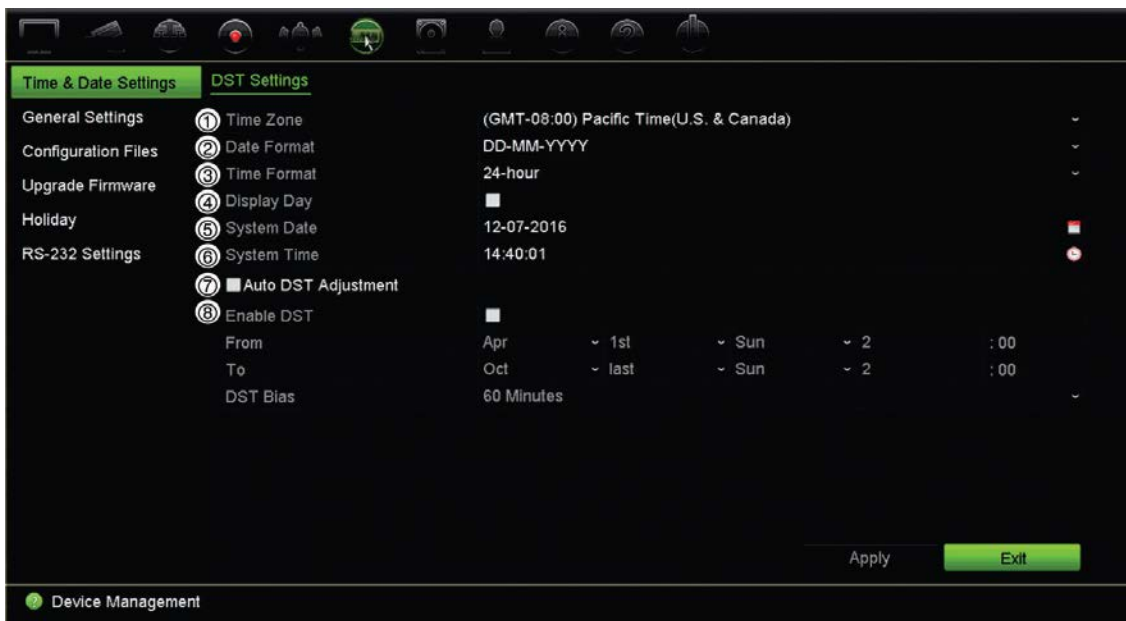 Time & Date Settings
DST Settings
General Settings
Configuration Files
Upgrade Firmware
Holiday
RS-232 Settings
① Time Zone (GMT-08:00) Pacific Time(U.S. & Canada)
② Date Format DD-MM-YYYY
③ Time Format 24-hour
④ Display Day
⑤ System Date 12-07-2016
⑥ System Time 14:40:01
⑦ Auto DST Adjustment
⑧ Enable DST
From Apr 1st Sun 2 : 00
To Oct last Sun 2 : 00
DST Bias 60 Minutes
Apply Exit
? Device Management